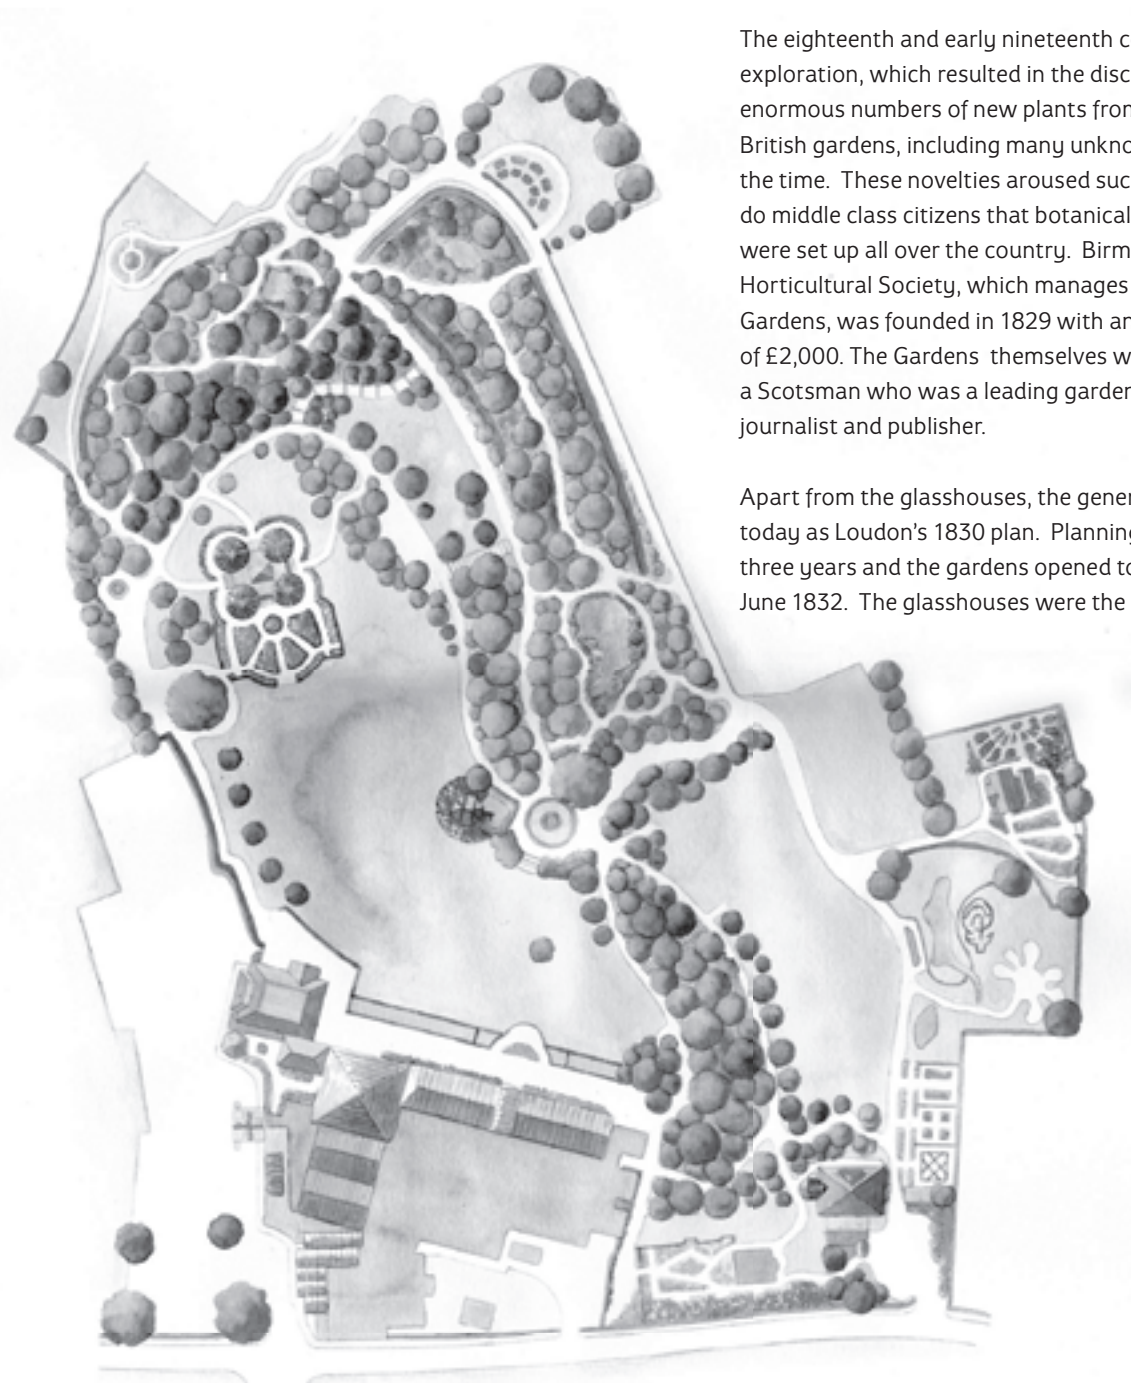 The eighteenth and early nineteenth c
exploration, which resulted in the disc
enormous numbers of new plants fron
British gardens, including many unkno
the time.  These novelties aroused suc
do middle class citizens that botanical
were set up all over the country.  Birm
Horticultural Society, which manages
Gardens, was founded in 1829 with an
of £2,000. The Gardens  themselves w
a Scotsman who was a leading garden
journalist and publisher.

Apart from the glasshouses, the gener
today as Loudon’s 1830 plan.  Planning
three years and the gardens opened to
June 1832.  The glasshouses were the